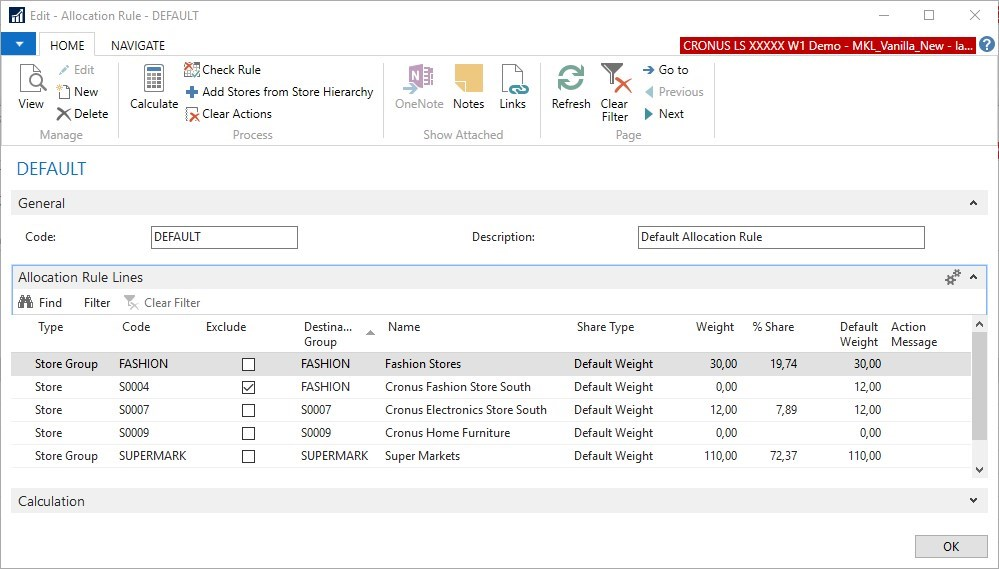 Edit - Allocation Rule - DEFAULT
HOME NAVIGATE
CRONUS LS XXXXX W1 Demo - MKL_Vanilla_New - la...
View
Edit
New
Delete
Manage
Calculate
Check Rule
Add Stores from Store Hierarchy
Clear Actions
Process
OneNote
Notes
Links
Show Attached
Refresh
Clear
Filter
Go to
Previous
Next
Page
DEFAULT
General
Code: DEFAULT Description: Default Allocation Rule
Allocation Rule Lines
Find Filter Clear Filter
Type Code Exclude Destina... Group Name Share Type Weight % Share Default Weight Action Message
Store Group FASHION FASHION Fashion Stores Default Weight 30,00 19,74 30,00
Store S0004 FASHION Cronus Fashion Store South Default Weight 0,00 12,00
Store S0007 S0007 Cronus Electronics Store South Default Weight 12,00 7,89 12,00
Store S0009 S0009 Cronus Home Furniture Default Weight 0,00 0,00
Store Group SUPERMARK SUPERMARK Super Markets Default Weight 110,00 72,37 110,00
Calculation
OK